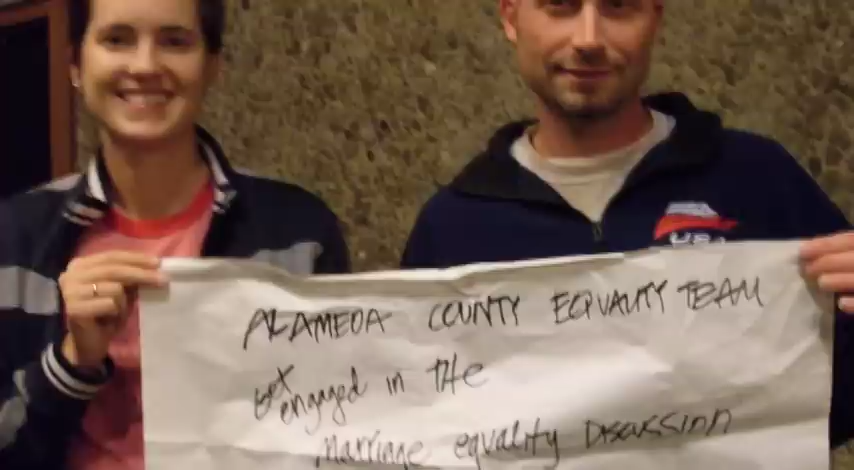 ALAMEDA COUNTY EQUALITY TEAM
Get engaged in THE
Marriage equality DISCUSSION